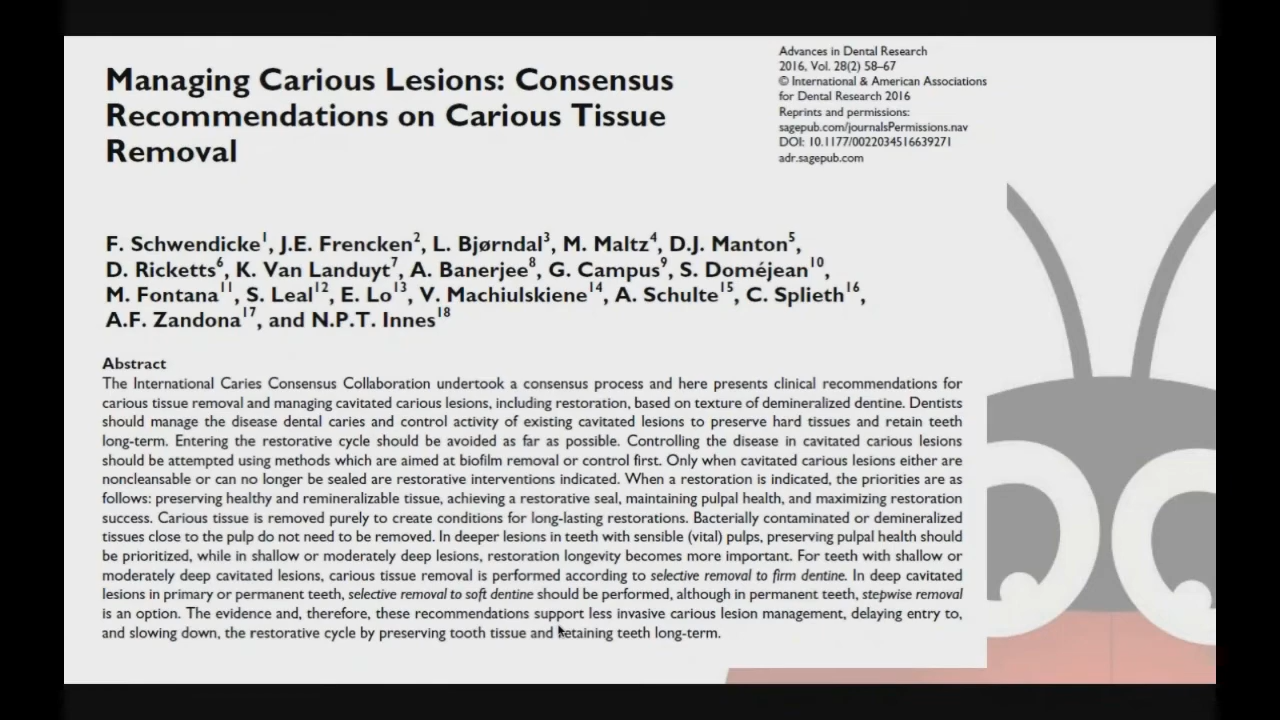 Managing Carious Lesions: Consensus
Recommendations on Carious Tissue
Removal
Advances in Dental Research
2016, Vol. 28(2) 58–67
© International & American Associations
for Dental Research 2016
Reprints and permissions:
sagepub.com/journalsPermissions.nav
DOI: 10.1177/0022034516639271
adr.sagepub.com
F. Schwendicke1, J.E. Frencken2, L. Bjørndal3, M. Maltz4, D.J. Manton5,
D. Ricketts6, K. Van Landuyt7, A. Banerjee8, G. Campus9, S. Doméjean10,
M. Fontana11, S. Leal12, E. Lo13, V. Machiulskiene14, A. Schulte15, C. Splieth16,
A.F. Zandona17, and N.P.T. Innes18
Abstract
The International Caries Consensus Collaboration undertook a consensus process and here presents clinical recommendations for
carious tissue removal and managing cavitated carious lesions, including restoration, based on texture of demineralized dentine. Dentists
should manage the disease dental caries and control activity of existing cavitated lesions to preserve hard tissues and retain teeth
long-term. Entering the restorative cycle should be avoided as far as possible. Controlling the disease in cavitated carious lesions
should be attempted using methods which are aimed at biofilm removal or control first. Only when cavitated carious lesions either are
noncleansable or can no longer be sealed are restorative interventions indicated. When a restoration is indicated, the priorities are as
follows: preserving healthy and remineralizable tissue, achieving a restorative seal, maintaining pulpal health, and maximizing restoration
success. Carious tissue is removed purely to create conditions for long-lasting restorations. Bacterially contaminated or demineralized
tissues close to the pulp do not need to be removed. In deeper lesions in teeth with sensible (vital) pulps, preserving pulpal health should
be prioritized, while in shallow or moderately deep lesions, restoration longevity becomes more important. For teeth with shallow or
moderately deep cavitated lesions, carious tissue removal is performed according to selective removal to firm dentine. In deep cavitated
lesions in primary or permanent teeth, selective removal to soft dentine should be performed, although in permanent teeth, stepwise removal
is an option. The evidence and, therefore, these recommendations support less invasive carious lesion management, delaying entry to,
and slowing down, the restorative cycle by preserving tooth tissue and retaining teeth long-term.